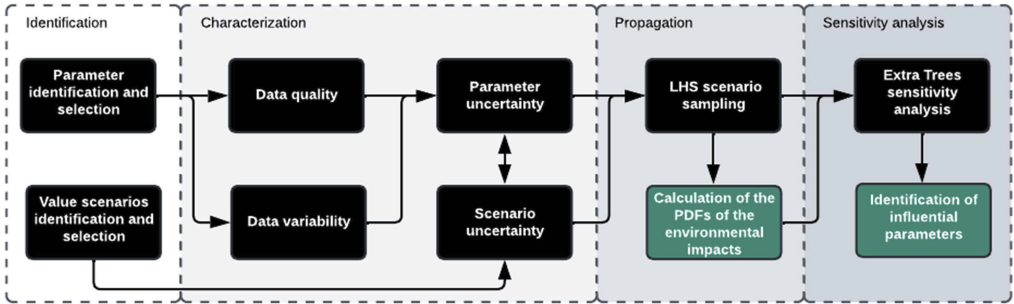 Identification
Characterization
Propagation
Sensitivity analysis
Parameter
identification and
selection
Data quality
Parameter
uncertainty
LHS scenario
sampling
Extra Trees
sensitivity
analysis
Value scenarios
identification and
selection
Data variability
Scenario
uncertainty
Calculation of the
PDFs of the
environmental
impacts
Identification of
influential
parameters